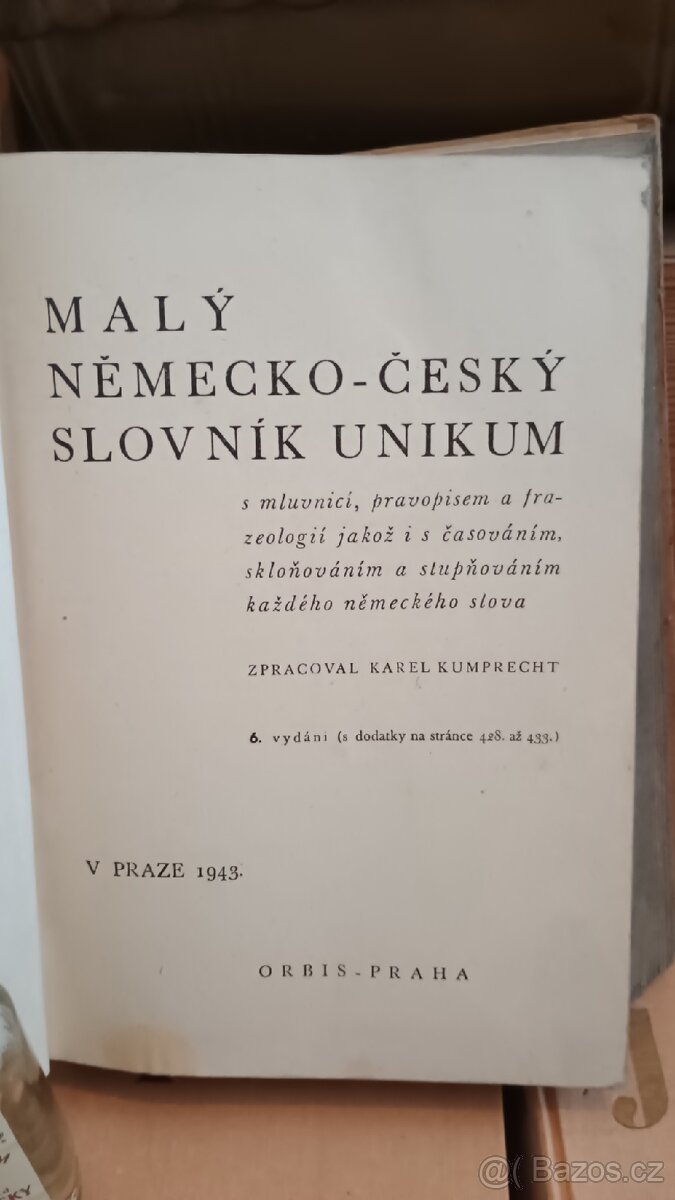 MALÝ
NĚMECKO-ČESKÝ
SLOVNÍK UNIKUM
s mluvnicí, pravopisem a fra-
zeologií jakož i s časováním,
skloňováním a stupňováním
každého německého slova
ZPRACOVAL KAREL KUMPRECHT
6. vydání (s dodatky na stránce 428. až 433.)
V PRAZE 1943.
ORBIS-PRAHA
J
@ Bazos.cz